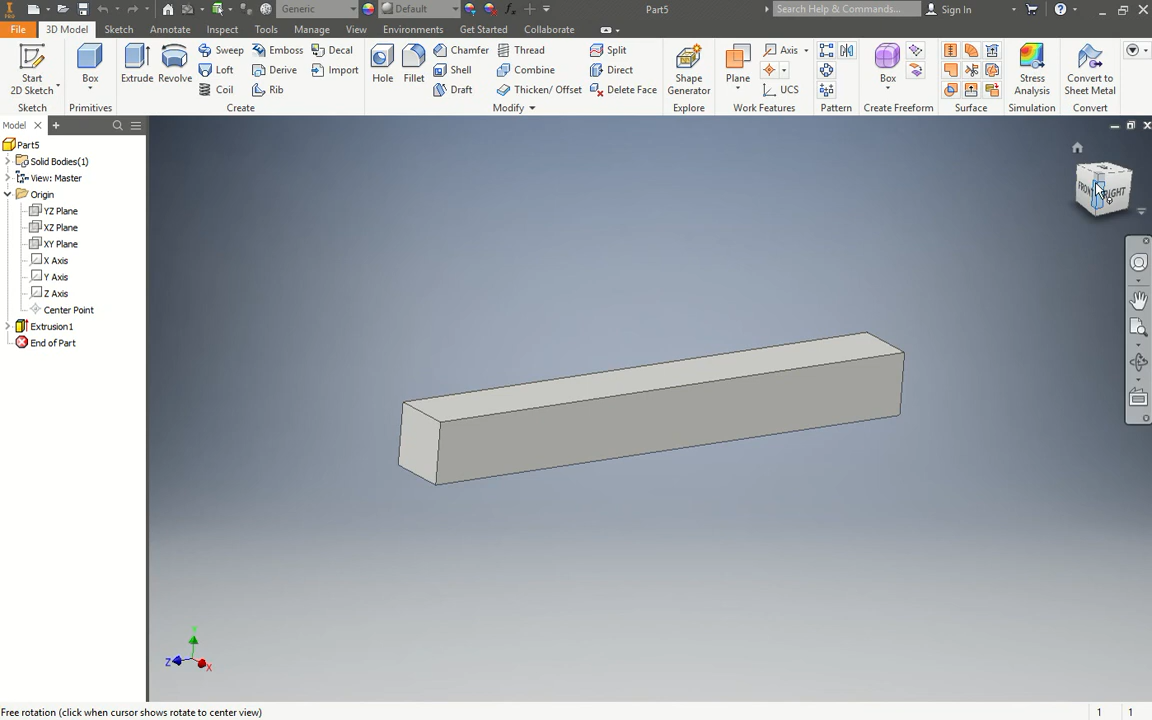 PRO
Generic
Default
fx
Part5
Search Help & Commands...
Sign In
File
3D Model
Sketch
Annotate
Inspect
Tools
Manage
View
Environments
Get Started
Collaborate
Start
2D Sketch
Sketch
Box
Primitives
Extrude
Revolve
Sweep
Loft
Coil
Emboss
Derive
Rib
Decal
Import
Create
Hole
Fillet
Chamfer
Shell
Draft
Thread
Combine
Thicken/ Offset
Split
Direct
Delete Face
Modify
Shape
Generator
Explore
Plane
Axis
UCS
Work Features
Pattern
Box
Create Freeform
Surface
Stress
Analysis
Simulation
Convert to
Sheet Metal
Convert
Model
Part5
Solid Bodies(1)
View: Master
Origin
YZ Plane
XZ Plane
XY Plane
X Axis
Y Axis
Z Axis
Center Point
Extrusion1
End of Part
RIGHT
Y
Z
X
Free rotation (click when cursor shows rotate to center view)
1
1